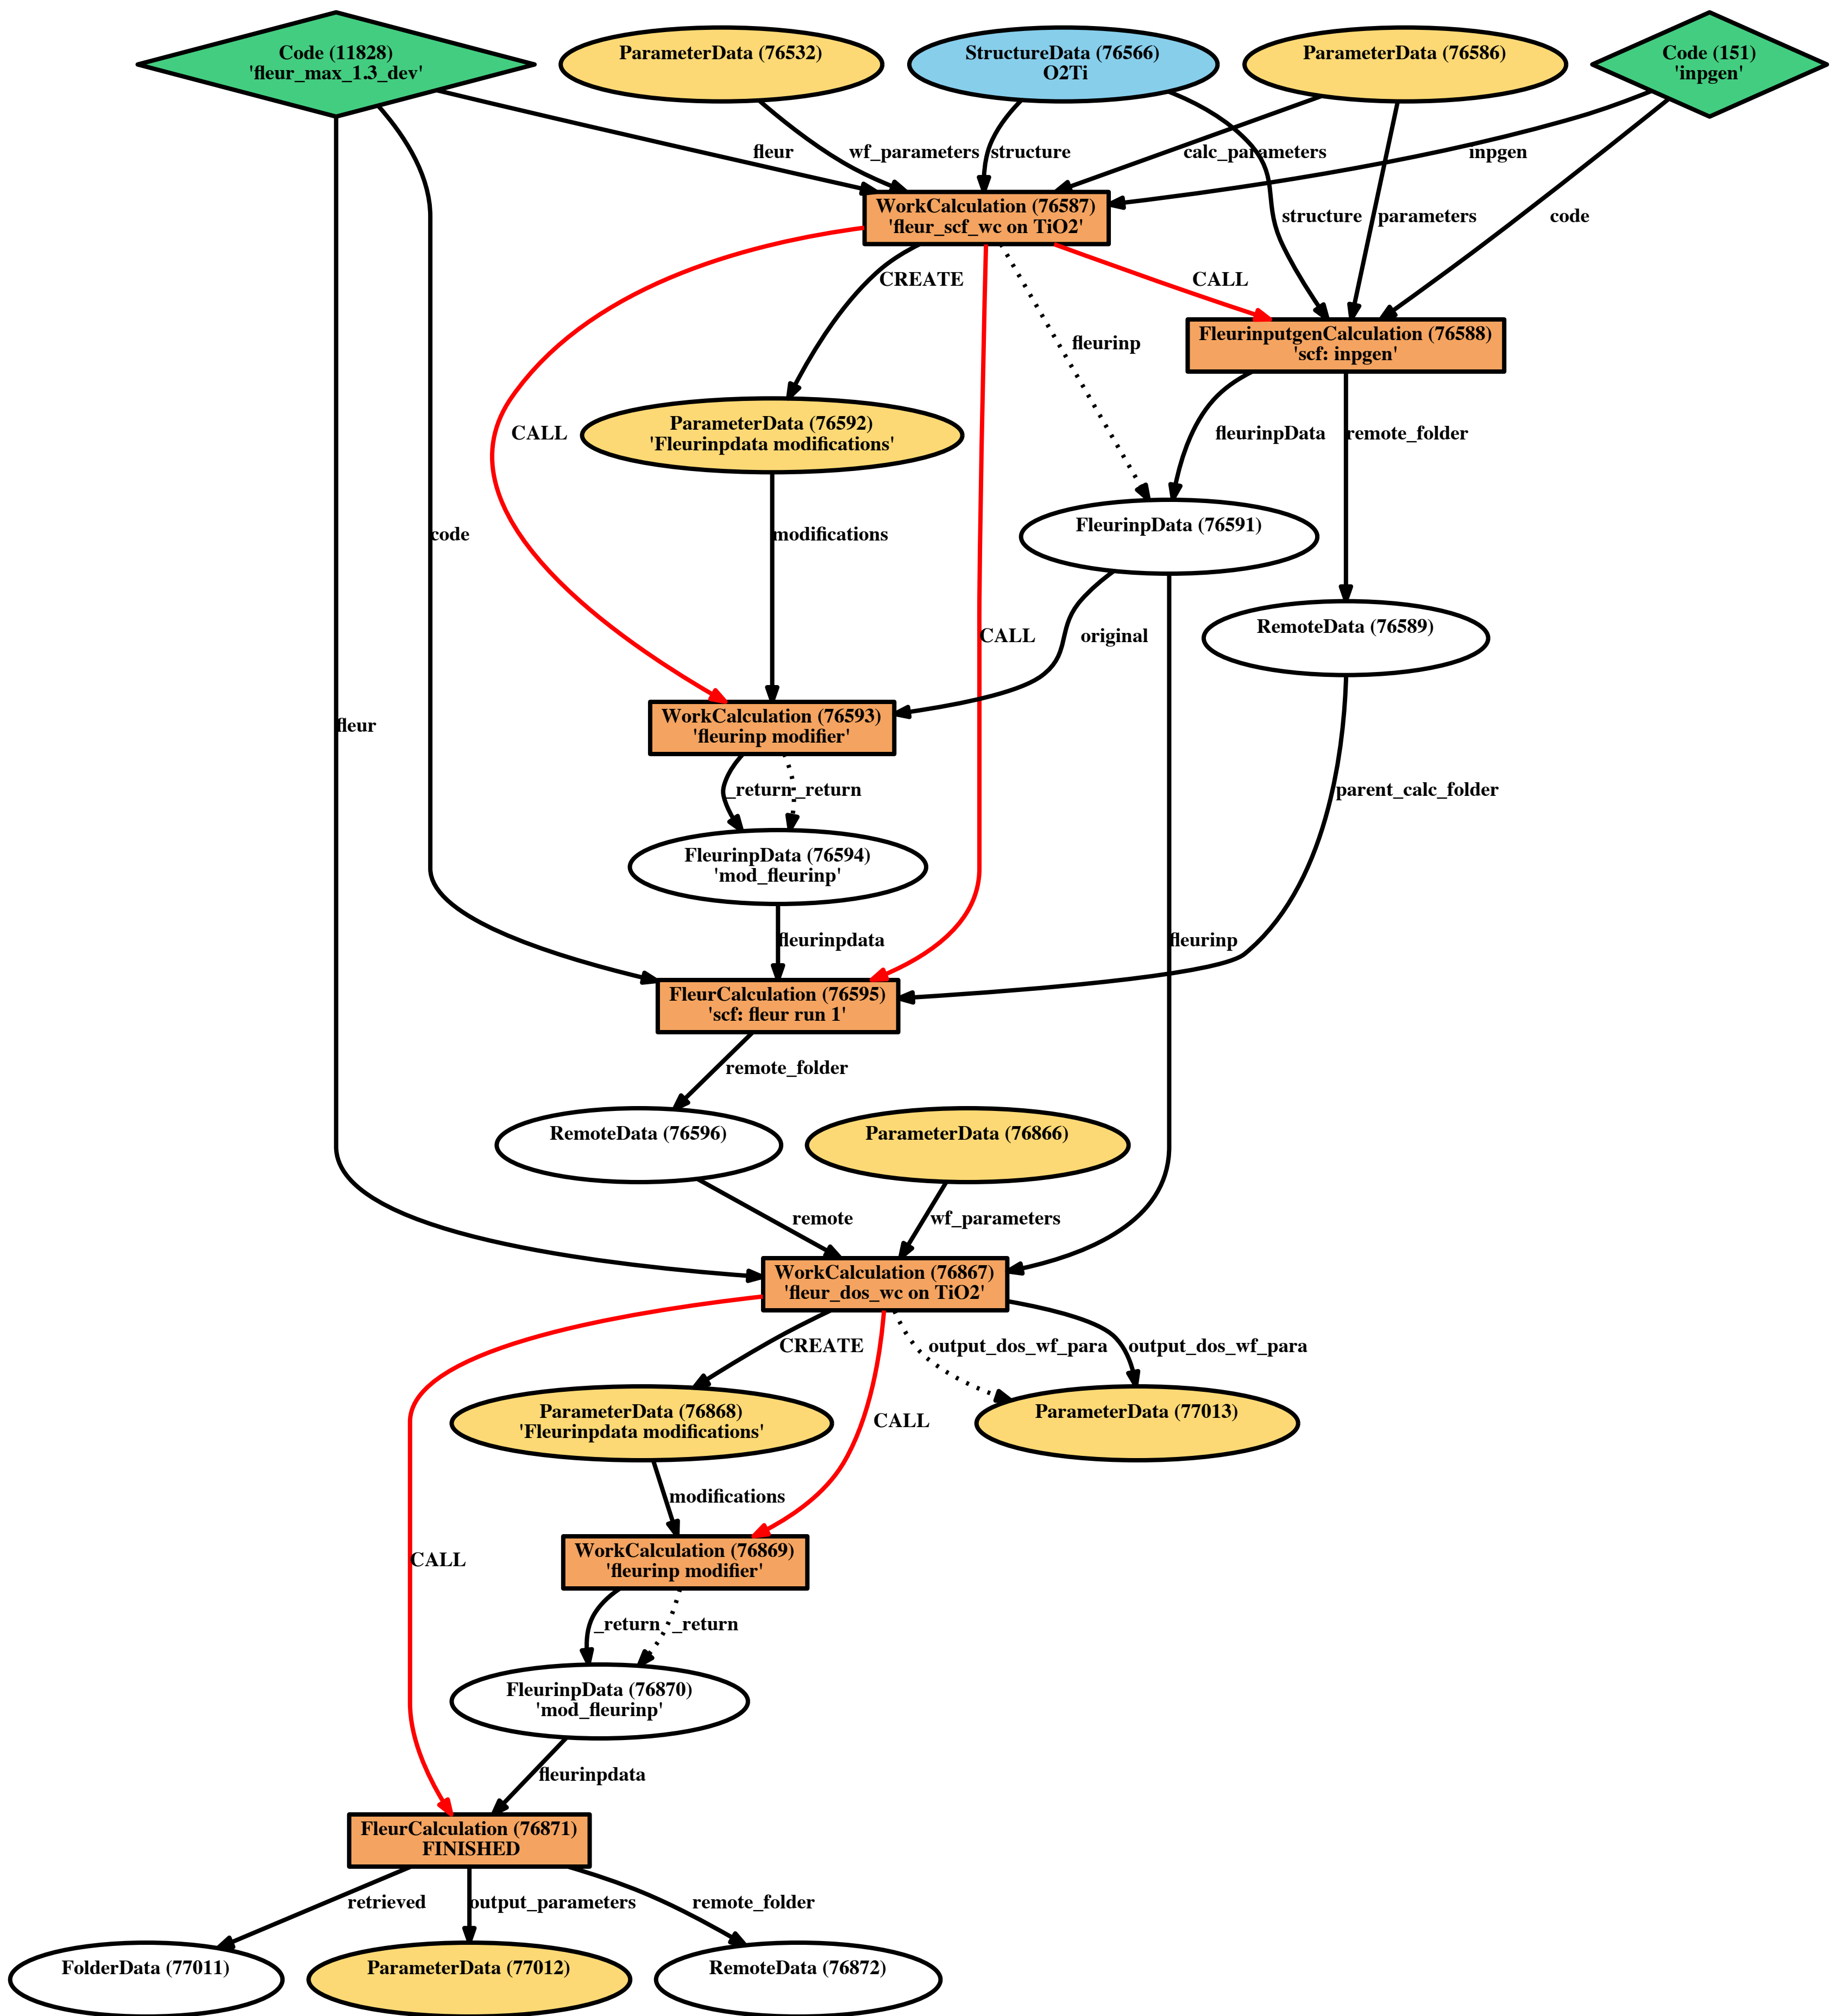 Code (11828)
'fleur_max_1.3_dev'
ParameterData (76532)
StructureData (76566)
O2Ti
ParameterData (76586)
Code (151)
'inpgen'
fleur
wf_parameters
structure
calc_parameters
inpgen
WorkCalculation (76587)
'fleur_scf_wc on TiO2'
structure
parameters
code
CREATE
CALL
fleurinp
FleurinputgenCalculation (76588)
'scf: inpgen'
CALL
ParameterData (76592)
'Fleurinpdata modifications'
fleurinpData
remote_folder
code
modifications
FleurinpData (76591)
CALL
original
RemoteData (76589)
fleur
WorkCalculation (76593)
'fleurinp modifier'
_return
_return
parent_calc_folder
FleurinpData (76594)
'mod_fleurinp'
fleurinpdata
fleurinp
FleurCalculation (76595)
'scf: fleur run 1'
remote_folder
RemoteData (76596)
ParameterData (76866)
remote
wf_parameters
WorkCalculation (76867)
'fleur_dos_wc on TiO2'
CREATE
output_dos_wf_para
output_dos_wf_para
ParameterData (76868)
'Fleurinpdata modifications'
CALL
ParameterData (77013)
modifications
CALL
WorkCalculation (76869)
'fleurinp modifier'
_return
_return
FleurinpData (76870)
'mod_fleurinp'
fleurinpdata
FleurCalculation (76871)
FINISHED
retrieved
output_parameters
remote_folder
FolderData (77011)
ParameterData (77012)
RemoteData (76872)